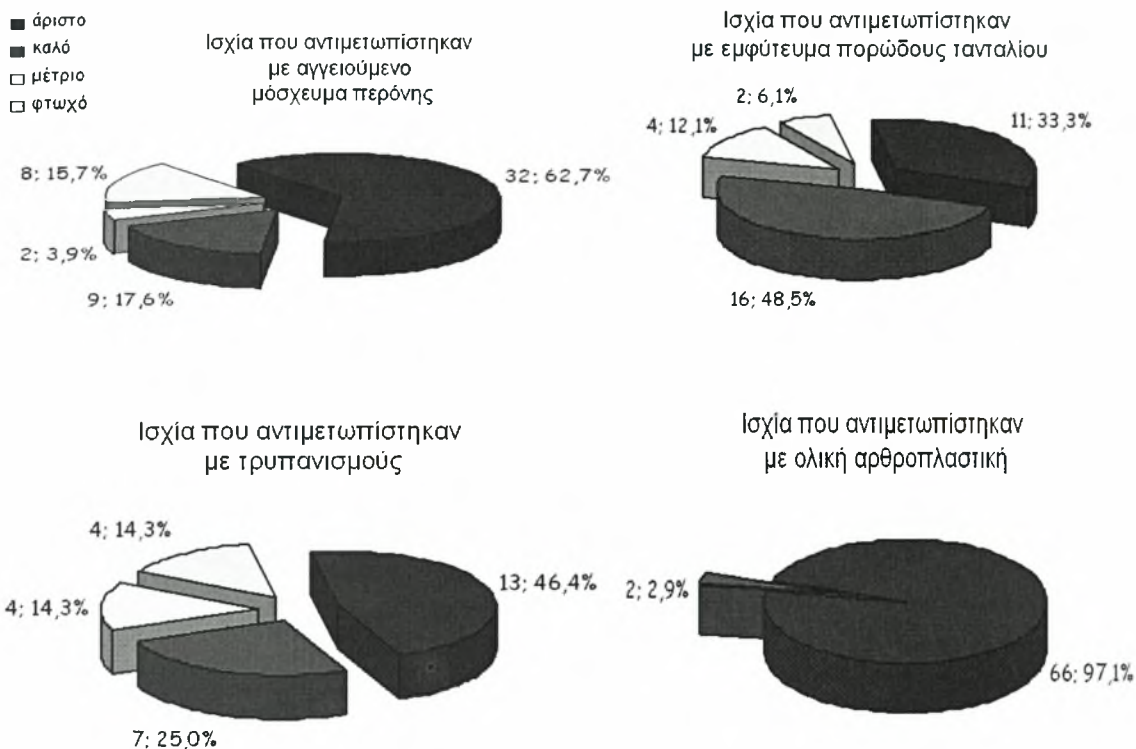 άριστο
καλό
μέτριο
φτωχό
Ισχία που αντιμετωπίστηκαν
με αγγειούμενο
μόσχευμα περόνης
8; 15,7%
32; 62,7%
2; 3,9%
9; 17,6%
Ισχία που αντιμετωπίστηκαν
με εμφύτευμα πορώδους τανταλίου
2; 6,1%
4; 12,1%
11; 33,3%
16; 48,5%
Ισχία που αντιμετωπίστηκαν
με τρυπανισμούς
4; 14,3%
13; 46,4%
4; 14,3%
7; 25,0%
Ισχία που αντιμετωπίστηκαν
με ολική αρθροπλαστική
2; 2,9%
66; 97,1%